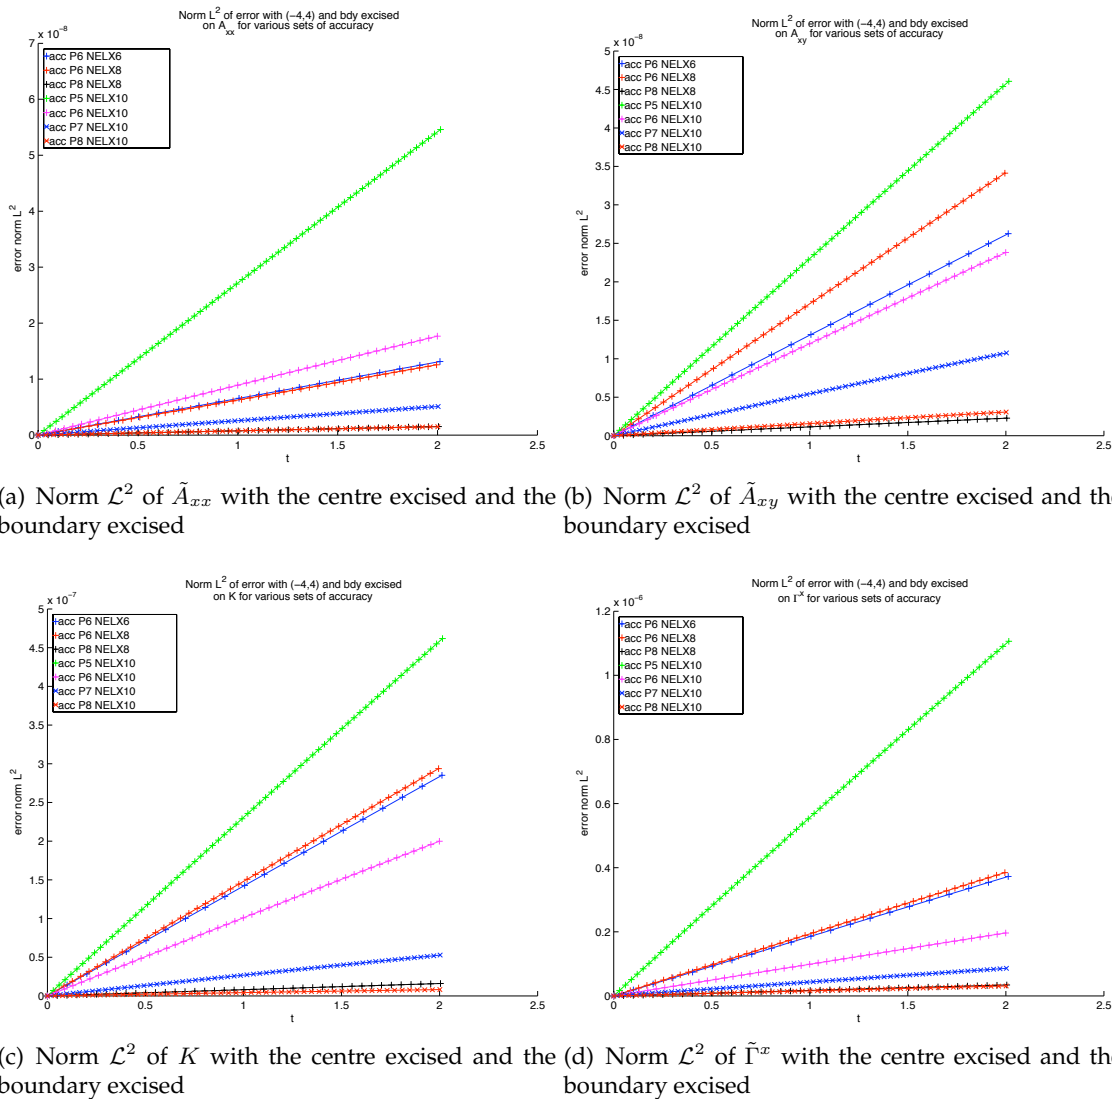 Norm L² of error with (−4,4) and bdy excised
on A_xx for various sets of accuracy
x 10⁻⁸
7
6
5
4
3
2
1
0
error norm L²
acc P6 NELX6
acc P6 NELX8
acc P8 NELX8
acc P5 NELX10
acc P6 NELX10
acc P7 NELX10
acc P8 NELX10
0 0.5 1 1.5 2 2.5
t
(a) Norm 𝓛² of Ã_xx with the centre excised and the
boundary excised
Norm L² of error with (−4,4) and bdy excised
on A_xy for various sets of accuracy
x 10⁻⁸
5
4.5
4
3.5
3
2.5
2
1.5
1
0.5
0
error norm L²
acc P6 NELX6
acc P6 NELX8
acc P8 NELX8
acc P5 NELX10
acc P6 NELX10
acc P7 NELX10
acc P8 NELX10
0 0.5 1 1.5 2 2.5
t
(b) Norm 𝓛² of Ã_xy with the centre excised and the
boundary excised
Norm L² of error with (−4,4) and bdy excised
on K for various sets of accuracy
x 10⁻⁷
5
4.5
4
3.5
3
2.5
2
1.5
1
0.5
0
error norm L²
acc P6 NELX6
acc P6 NELX8
acc P8 NELX8
acc P5 NELX10
acc P6 NELX10
acc P7 NELX10
acc P8 NELX10
0 0.5 1 1.5 2 2.5
t
(c) Norm 𝓛² of K with the centre excised and the
boundary excised
Norm L² of error with (−4,4) and bdy excised
on Γˣ for various sets of accuracy
x 10⁻⁶
1.2
1
0.8
0.6
0.4
0.2
0
error norm L²
acc P6 NELX6
acc P6 NELX8
acc P8 NELX8
acc P5 NELX10
acc P6 NELX10
acc P7 NELX10
acc P8 NELX10
0 0.5 1 1.5 2 2.5
t
(d) Norm 𝓛² of Γ̃ˣ with the centre excised and the
boundary excised